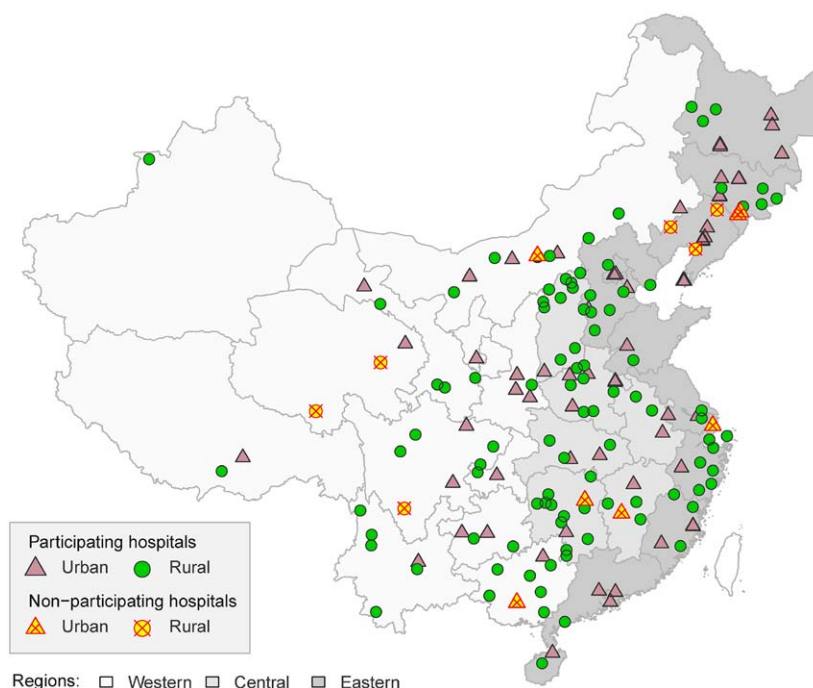 Participating hospitals
Urban Rural
Non−participating hospitals
Urban Rural
Regions: Western Central Eastern